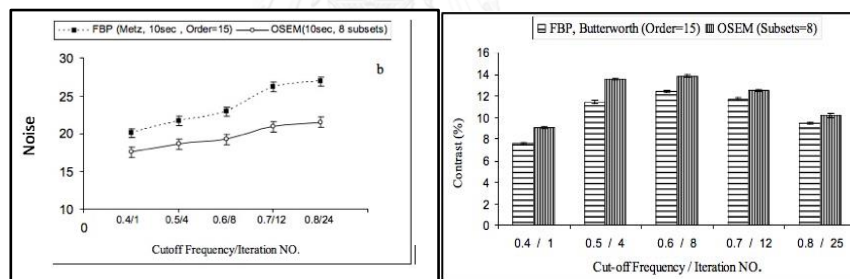 FBP (Metz, 10sec , Order=15) OSEM(10sec, 8 subsets)
b
Noise
30
25
20
15
10
0
0.4/1 0.5/4 0.6/8 0.7/12 0.8/24
Cutoff Frequency/Iteration NO.
FBP, Butterworth (Order=15) OSEM (Subsets=8)
Contrast (%)
16
14
12
10
8
6
4
2
0
0.4 / 1 0.5 / 4 0.6 / 8 0.7 / 12 0.8 / 25
Cut-off Frequency / Iteration NO.